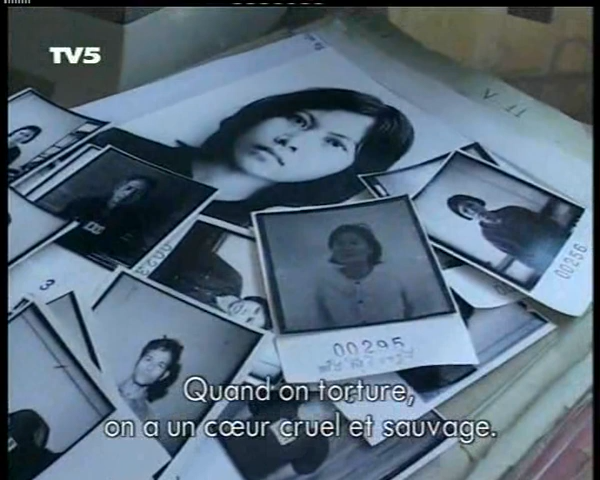 TV5
00256
00295
Quand on torture,
on a un cœur cruel et sauvage.